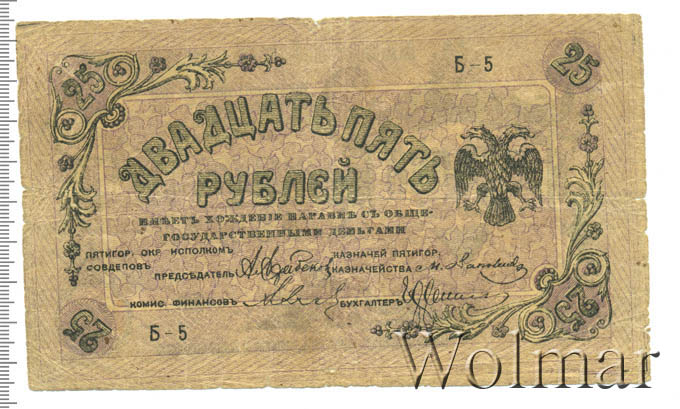 25
Б-5
25
ДВАДЦАТЬ ПЯТЬ
РУБЛЕЙ
ИМѢЕТЪ ХОЖДЕНІЕ НАРАВНѢ СЪ ОБЩЕ-
ГОСУДАРСТВЕННЫМИ ДЕНЬГАМИ
ПЯТИГОР. ОКР. ИСПОЛКОМЪ
СОВДЕПОВЪ
ПРЕДСѢДАТЕЛЬ
КАЗНАЧЕЙ ПЯТИГОР.
КАЗНАЧЕЙСТВА
КОМИС. ФИНАНСОВЪ
БУХГАЛТЕРЪ
25
Б-5
25
Wolmar